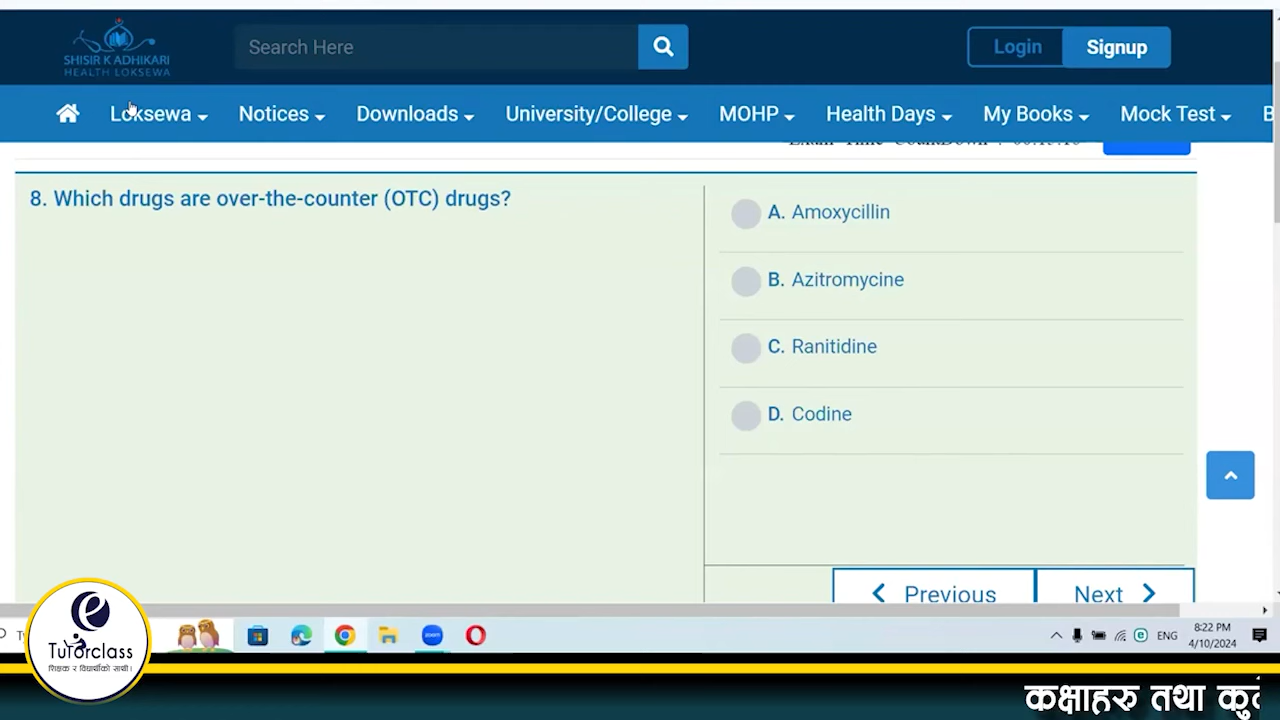 SHISIR K ADHIKARI
HEALTH LOKSEWA
Search Here
Login
Signup
Loksewa
Notices
Downloads
University/College
MOHP
Health Days
My Books
Mock Test
B
8. Which drugs are over-the-counter (OTC) drugs?
A. Amoxycillin
B. Azitromycine
C. Ranitidine
D. Codine
Previous
Next
zoom
ENG
8:22 PM
4/10/2024
Tutorclass
शिक्षक र विद्यार्थीको साथी।
कक्षाहरु तथा